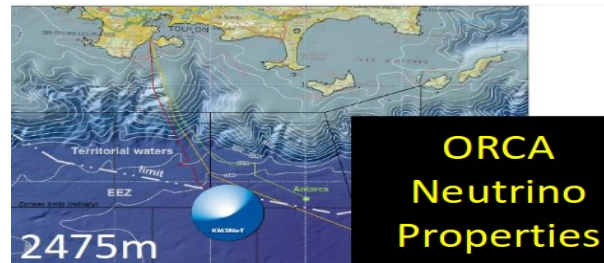 TOULON
Territorial waters
limit
EEZ
Antares
KM3NeT
2475m
ORCA
Neutrino
Properties